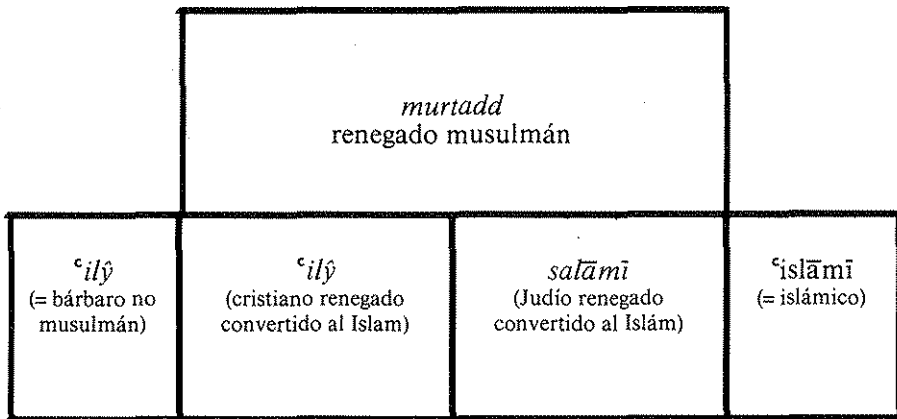 murtadd
renegado musulmán
ᶜilŷ
(= bárbaro no
musulmán)
ᶜilŷ
(cristiano renegado
convertido al Islam)
salāmī
(Judío renegado
convertido al Islám)
ᶜislāmī
(= islámico)